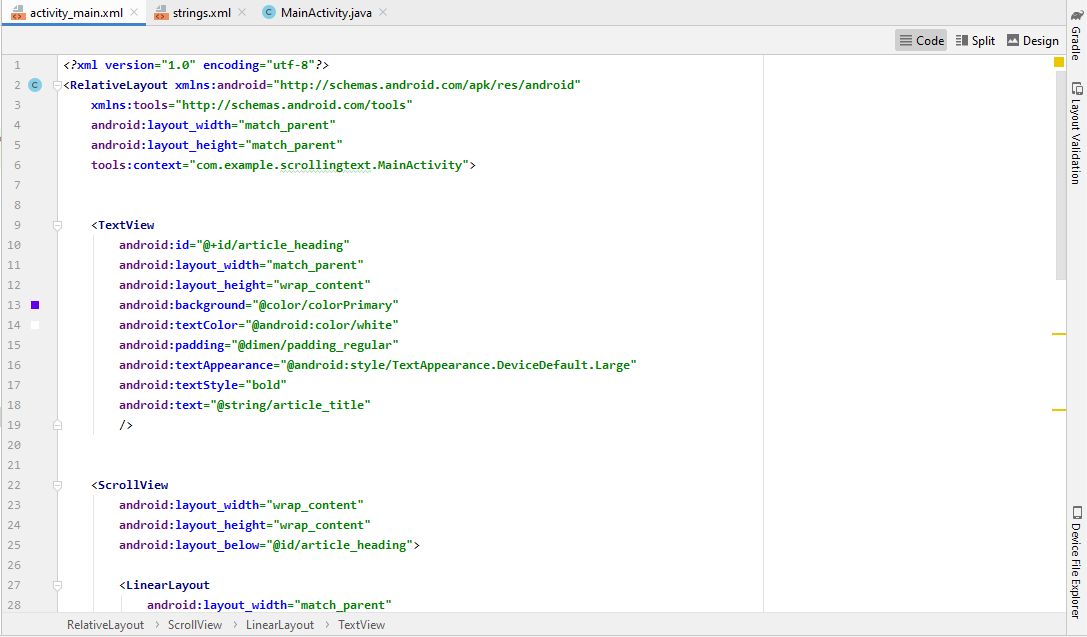 activity_main.xml strings.xml MainActivity.java
Code Split Design
1 <?xml version="1.0" encoding="utf-8"?>
2 <RelativeLayout xmlns:android="http://schemas.android.com/apk/res/android"
3 xmlns:tools="http://schemas.android.com/tools"
4 android:layout_width="match_parent"
5 android:layout_height="match_parent"
6 tools:context="com.example.scrollingtext.MainActivity">
7
8
9 <TextView
10 android:id="@+id/article_heading"
11 android:layout_width="match_parent"
12 android:layout_height="wrap_content"
13 android:background="@color/colorPrimary"
14 android:textColor="@android:color/white"
15 android:padding="@dimen/padding_regular"
16 android:textAppearance="@android:style/TextAppearance.DeviceDefault.Large"
17 android:textStyle="bold"
18 android:text="@string/article_title"
19 />
20
21
22 <ScrollView
23 android:layout_width="wrap_content"
24 android:layout_height="wrap_content"
25 android:layout_below="@id/article_heading">
26
27 <LinearLayout
28 android:layout_width="match_parent"
RelativeLayout › ScrollView › LinearLayout › TextView
Gradle
Layout Validation
Device File Explorer